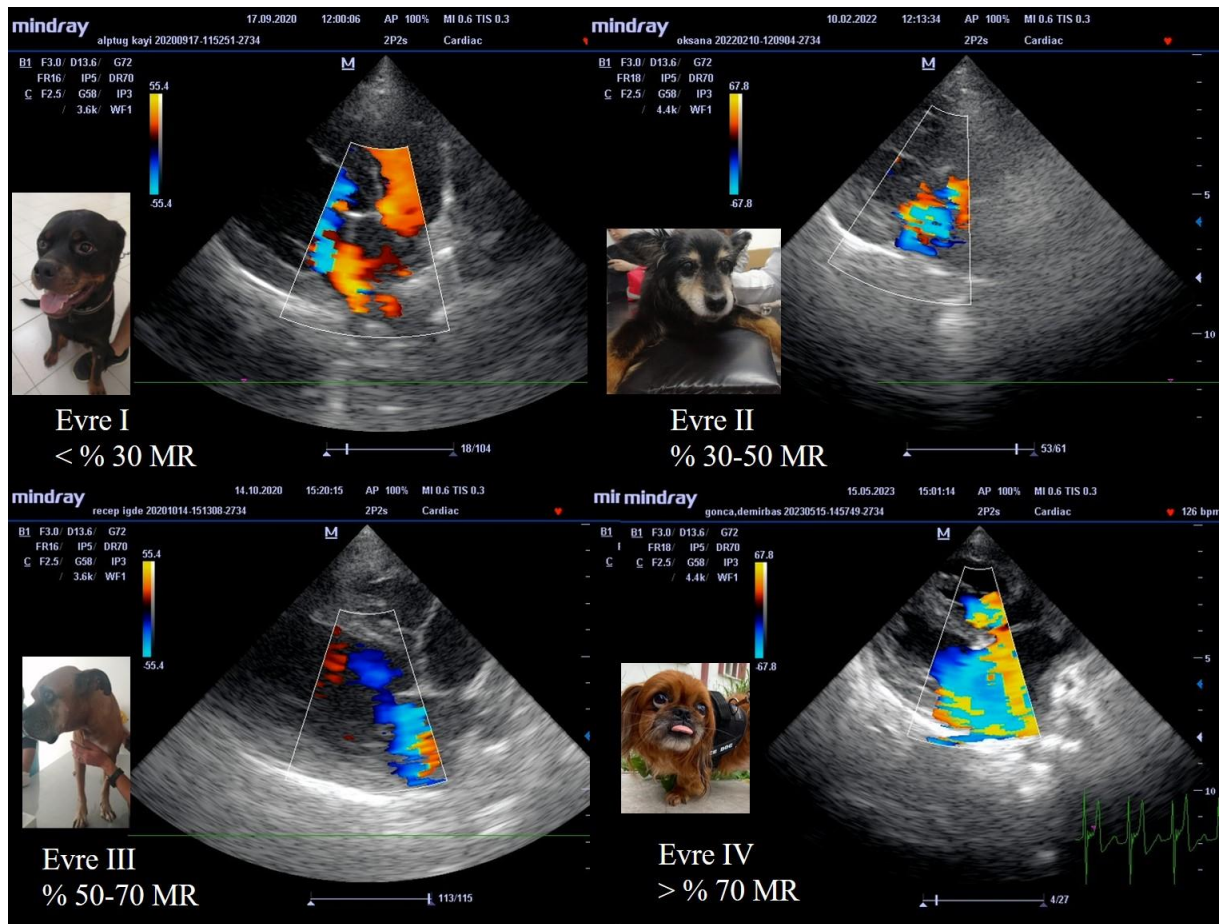 mindray
17.09.2020 12:00:06 AP 100% MI 0.6 TIS 0.3
alptug kayi 20200917-115251-2734 2P2s Cardiac
B1 F3.0/ D13.6/ G72
FR16/ IP5/ DR70
C F2.5/ G58/ IP3
/ 3.6k/ WF1
55.4
-55.4
M
Evre I
< % 30 MR
18/104
mindray
10.02.2022 12:13:34 AP 100% MI 0.6 TIS 0.3
oksana 20220210-120904-2734 2P2s Cardiac
B1 F3.0/ D13.6/ G72
FR18/ IP5/ DR70
C F2.5/ G58/ IP3
/ 4.4k/ WF1
67.8
-67.8
M
5
10
Evre II
% 30-50 MR
53/61
mindray
14.10.2020 15:20:15 AP 100% MI 0.6 TIS 0.3
recep igde 20201014-151308-2734 2P2s Cardiac
B1 F3.0/ D13.6/ G72
FR16/ IP5/ DR70
C F2.5/ G58/ IP3
/ 3.6k/ WF1
55.4
-55.4
M
Evre III
% 50-70 MR
113/115
mir mindray
15.05.2023 15:01:14 AP 100% MI 0.6 TIS 0.3
gonca,demirbas 20230515-145749-2734 2P2s Cardiac 126 bpm
B1 B1 F3.0/ D13.6/ G72
FR18/ IP5/ DR70
C C F2.5/ G58/ IP3
/ 4.4k/ WF1
67.8
-67.8
M
5
10
Evre IV
> % 70 MR
4/27